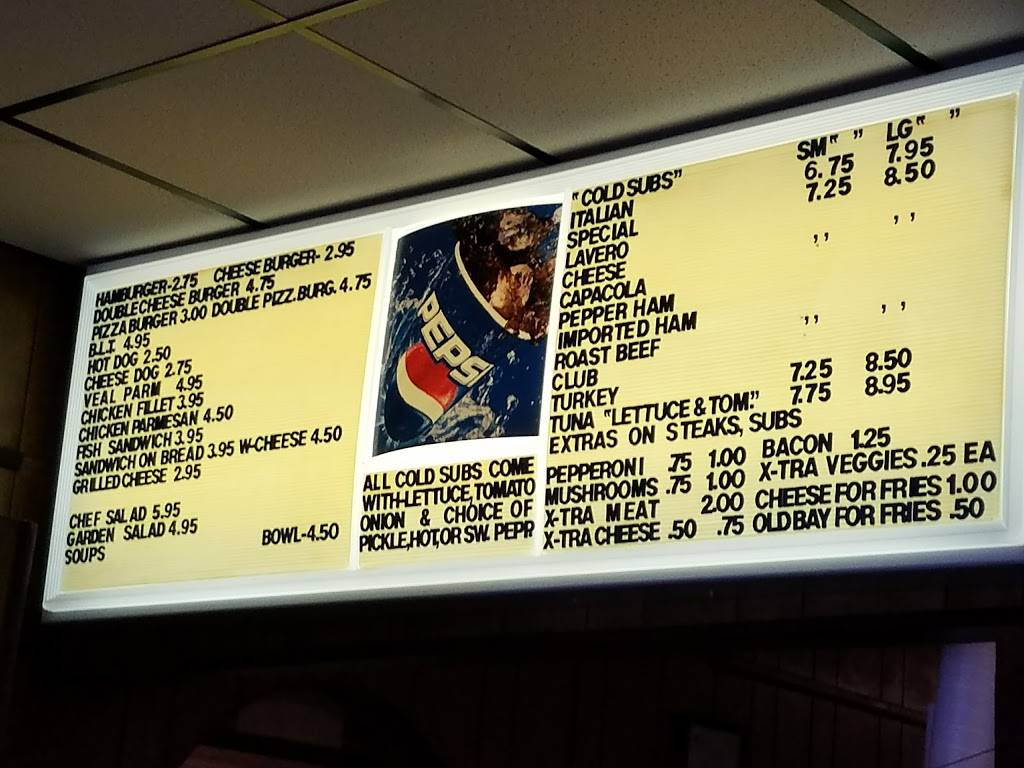 HAMBURGER-2.75 CHEESE BURGER- 2.95
DOUBLECHEESE BURGER 4.75
PIZZA BURGER 3.00 DOUBLE PIZZ.BURG. 4.75
B.L.T. 4.95
HOT DOG 2.50
CHEESE DOG 2.75
VEAL PARM 4.95
CHICKEN FILLET 3.95
CHICKEN PARMESAN 4.50
FISH SANDWICH 3.95
SANDWICH ON BREAD 3.95 W-CHEESE 4.50
GRILLED CHEESE 2.95
CHEF SALAD 5.95
GARDEN SALAD 4.95
SOUPS BOWL-4.50
PEPSI
ALL COLD SUBS COME
WITH-LETTUCE, TOMATO
ONION & CHOICE OF
PICKLE,HOT,OR SW. PEPR
"COLD SUBS" SM" " LG" "
ITALIAN 6.75 7.95
SPECIAL 7.25 8.50
LAVERO
CHEESE ,, ,,
CAPACOLA
PEPPER HAM
IMPORTED HAM
ROAST BEEF ,, ,,
CLUB
TURKEY 7.25 8.50
TUNA "LETTUCE & TOM." 7.75 8.95
EXTRAS ON STEAKS, SUBS
PEPPERONI .75 1.00 BACON 1.25
MUSHROOMS .75 1.00 X-TRA VEGGIES .25 EA
X-TRA MEAT 2.00 CHEESE FOR FRIES 1.00
X-TRA CHEESE .50 .75 OLD BAY FOR FRIES .50